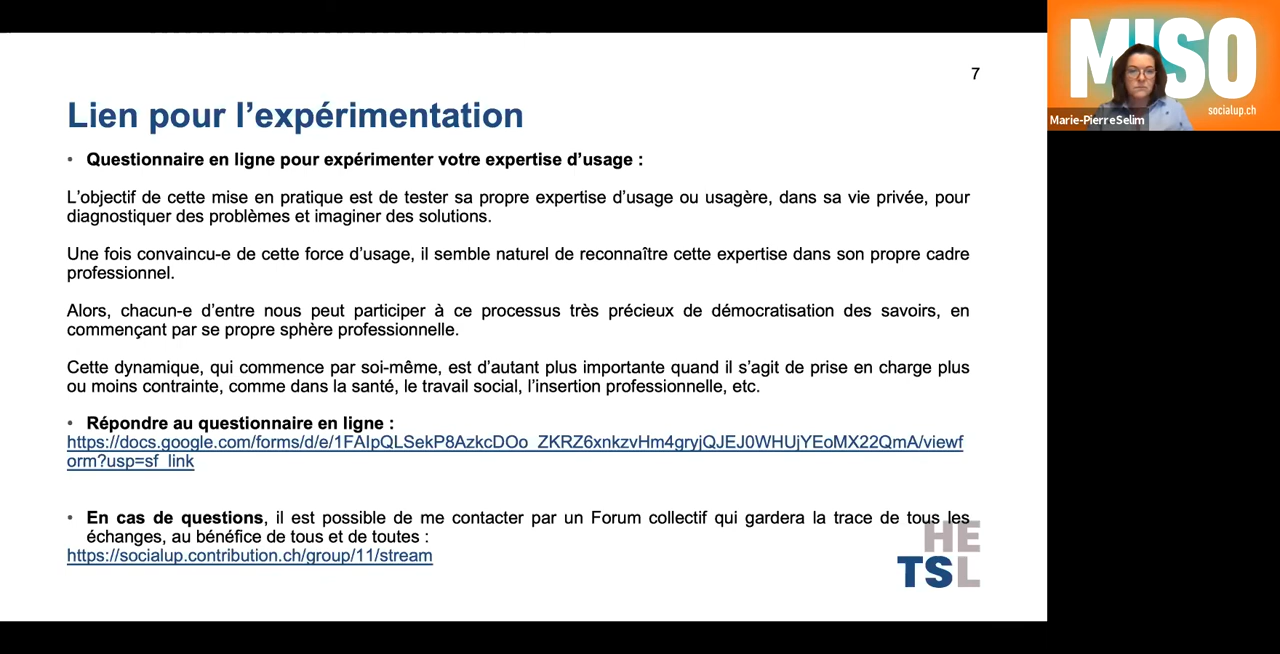 7
Lien pour l’expérimentation
• Questionnaire en ligne pour expérimenter votre expertise d’usage :
L’objectif de cette mise en pratique est de tester sa propre expertise d’usage ou usagère, dans sa vie privée, pour
diagnostiquer des problèmes et imaginer des solutions.
Une fois convaincu-e de cette force d’usage, il semble naturel de reconnaître cette expertise dans son propre cadre
professionnel.
Alors, chacun-e d’entre nous peut participer à ce processus très précieux de démocratisation des savoirs, en
commençant par se propre sphère professionnelle.
Cette dynamique, qui commence par soi-même, est d’autant plus importante quand il s’agit de prise en charge plus
ou moins contrainte, comme dans la santé, le travail social, l’insertion professionnelle, etc.
• Répondre au questionnaire en ligne :
https://docs.google.com/forms/d/e/1FAIpQLSekP8AzkcDOo_ZKRZ6xnkzvHm4gryjQJEJ0WHUjYEoMX22QmA/viewf
orm?usp=sf_link
• En cas de questions, il est possible de me contacter par un Forum collectif qui gardera la trace de tous les
échanges, au bénéfice de tous et de toutes :
https://socialup.contribution.ch/group/11/stream
HE
TSL
MISO
socialup.ch
Marie-Pierre Selim